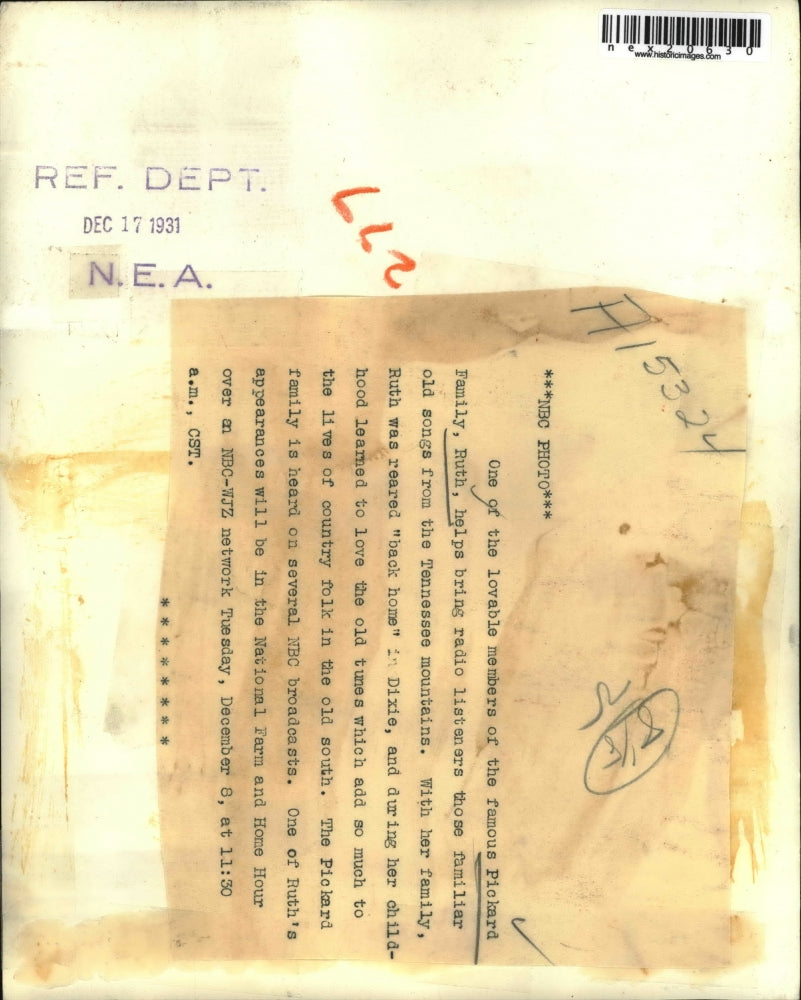 nex20630
www.historicimages.com
REF. DEPT.
DEC 17 1931
N. E. A.
H15324
***NBC PHOTO***
One of the lovable members of the famous Pickard
Family, Ruth, helps bring radio listeners those familiar
old songs from the Tennessee mountains. With her family,
Ruth was reared "back home" in Dixie, and during her child-
hood learned to love the old tunes which add so much to
the lives of country folk in the old south. The Pickard
family is heard on several NBC broadcasts. One of Ruth's
appearances will be in the National Farm and Home Hour
over an NBC-WJZ network Tuesday, December 8, at 11:30
a.m., CST.
********